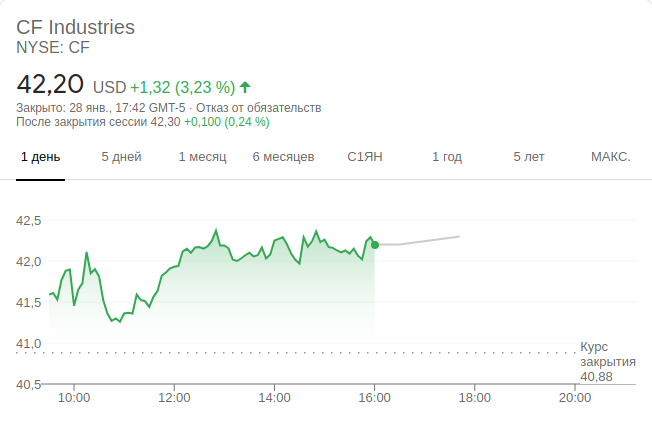 CF Industries
NYSE: CF
42,20 USD +1,32 (3,23 %)
Закрыто: 28 янв., 17:42 GMT-5 · Отказ от обязательств
После закрытия сессии 42,30 +0,100 (0,24 %)
1 день 5 дней 1 месяц 6 месяцев С1ЯН 1 год 5 лет МАКС.
42,5
42,0
41,5
41,0
Курс
закрытия
40,88
40,5
10:00 12:00 14:00 16:00 18:00 20:00